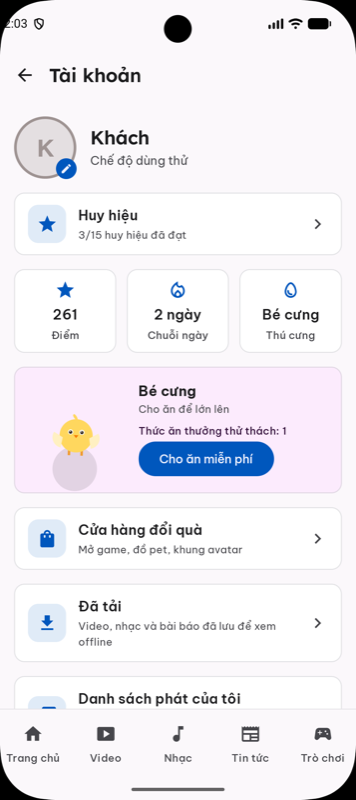 2:03
Tài khoản
K
Khách
Chế độ dùng thử
Huy hiệu
3/15 huy hiệu đã đạt
261
Điểm
2 ngày
Chuỗi ngày
Bé cưng
Thú cưng
Bé cưng
Cho ăn để lớn lên
Thức ăn thưởng thử thách: 1
Cho ăn miễn phí
Cửa hàng đổi quà
Mở game, đồ pet, khung avatar
Đã tải
Video, nhạc và bài báo đã lưu để xem
offline
Danh sách phát của tôi
Trang chủ
Video
Nhạc
Tin tức
Trò chơi